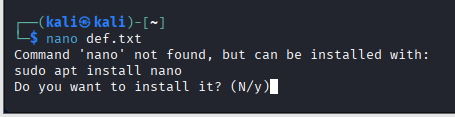 ┌──(kali㉿kali)-[~]
└─$ nano def.txt
Command 'nano' not found, but can be installed with:
sudo apt install nano
Do you want to install it? (N/y)